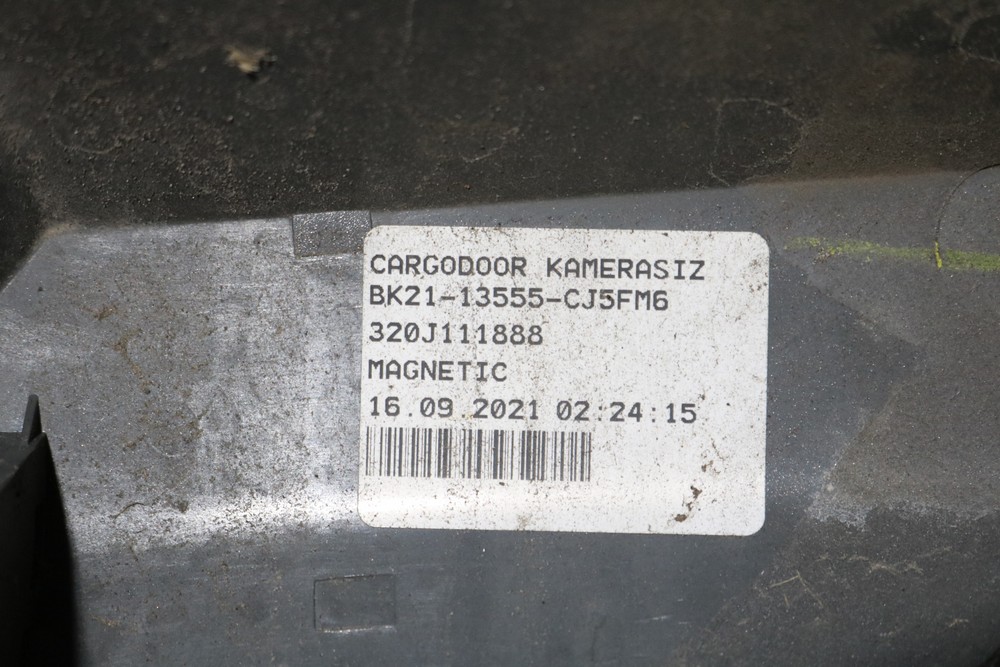 CARGODOOR KAMERASIZ
BK21-13555-CJ5FM6
320J111888
MAGNETIC
16.09.2021 02:24:15